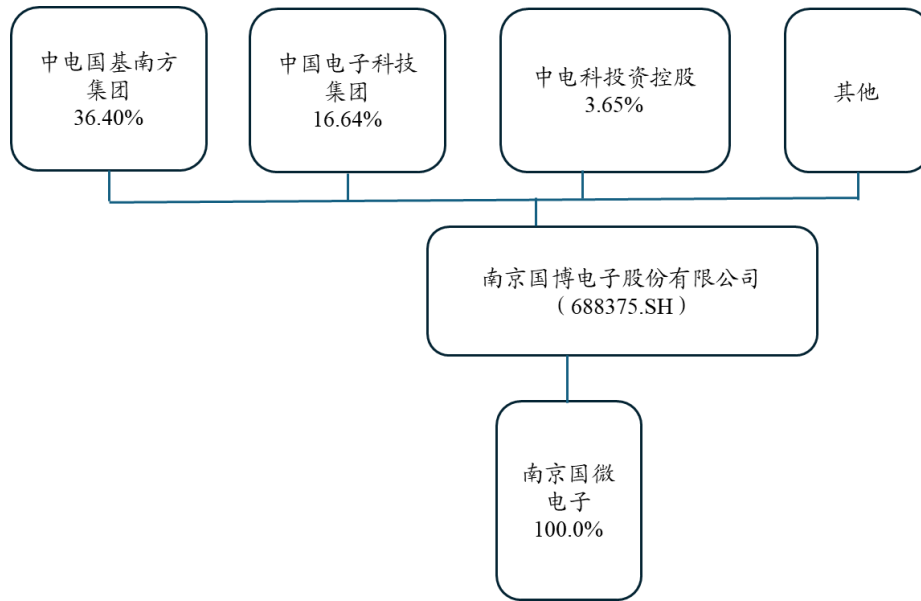 中电国基南方
集团
36.40%
中国电子科技
集团
16.64%
中电科投资控股
3.65%
其他
南京国博电子股份有限公司
（688375.SH）
南京国微
电子
100.0%